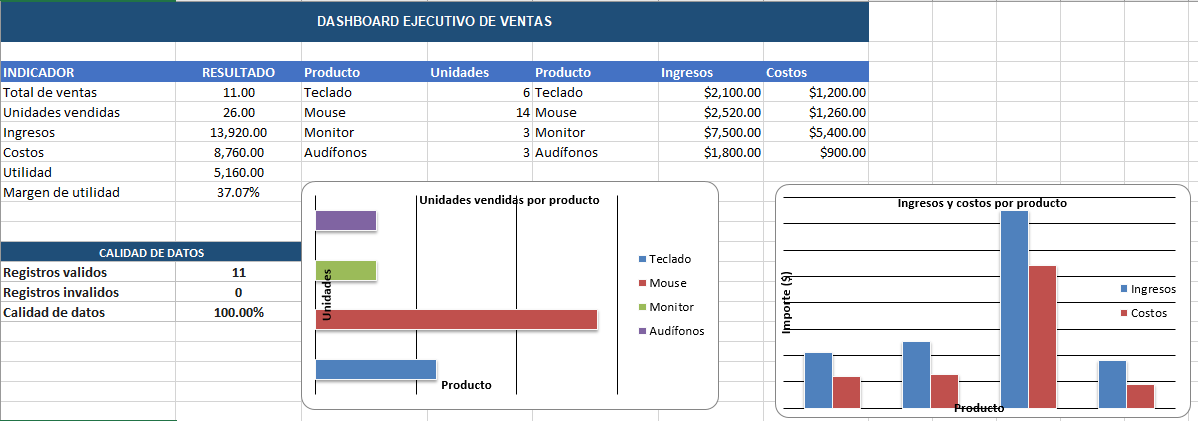 DASHBOARD EJECUTIVO DE VENTAS
INDICADOR RESULTADO Producto Unidades Producto Ingresos Costos
Total de ventas 11.00 Teclado 6 Teclado $2,100.00 $1,200.00
Unidades vendidas 26.00 Mouse 14 Mouse $2,520.00 $1,260.00
Ingresos 13,920.00 Monitor 3 Monitor $7,500.00 $5,400.00
Costos 8,760.00 Audífonos 3 Audífonos $1,800.00 $900.00
Utilidad 5,160.00
Margen de utilidad 37.07%
CALIDAD DE DATOS
Registros validos 11
Registros invalidos 0
Calidad de datos 100.00%
Unidades vendidas por producto
Unidades
Teclado
Mouse
Monitor
Audífonos
Producto
Ingresos y costos por producto
Importe ($)
Ingresos
Costos
Producto